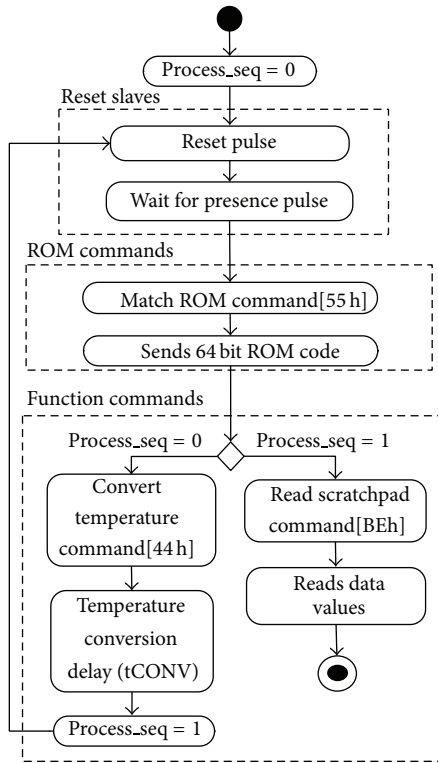 Process_seq = 0
Reset slaves
Reset pulse
Wait for presence pulse
ROM commands
Match ROM command[55 h]
Sends 64 bit ROM code
Function commands
Process_seq = 0
Process_seq = 1
Convert
temperature
command[44 h]
Read scratchpad
command[BEh]
Temperature
conversion
delay (tCONV)
Reads data
values
Process_seq = 1